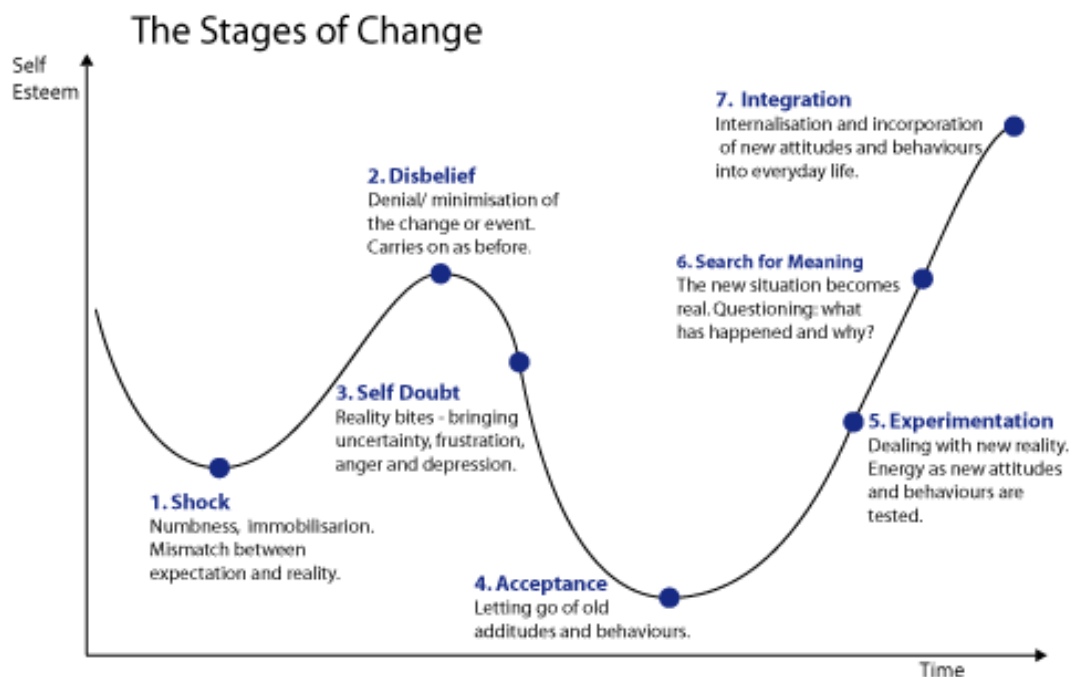 The Stages of Change
Self
Esteem
7. Integration
Internalisation and incorporation
of new attitudes and behaviours
into everyday life.
2. Disbelief
Denial/ minimisation of
the change or event.
Carries on as before.
6. Search for Meaning
The new situation becomes
real. Questioning: what
has happened and why?
3. Self Doubt
Reality bites - bringing
uncertainty, frustration,
anger and depression.
5. Experimentation
Dealing with new reality.
Energy as new attitudes
and behaviours are
tested.
1. Shock
Numbness, immobilisarion.
Mismatch between
expectation and reality.
4. Acceptance
Letting go of old
additudes and behaviours.
Time